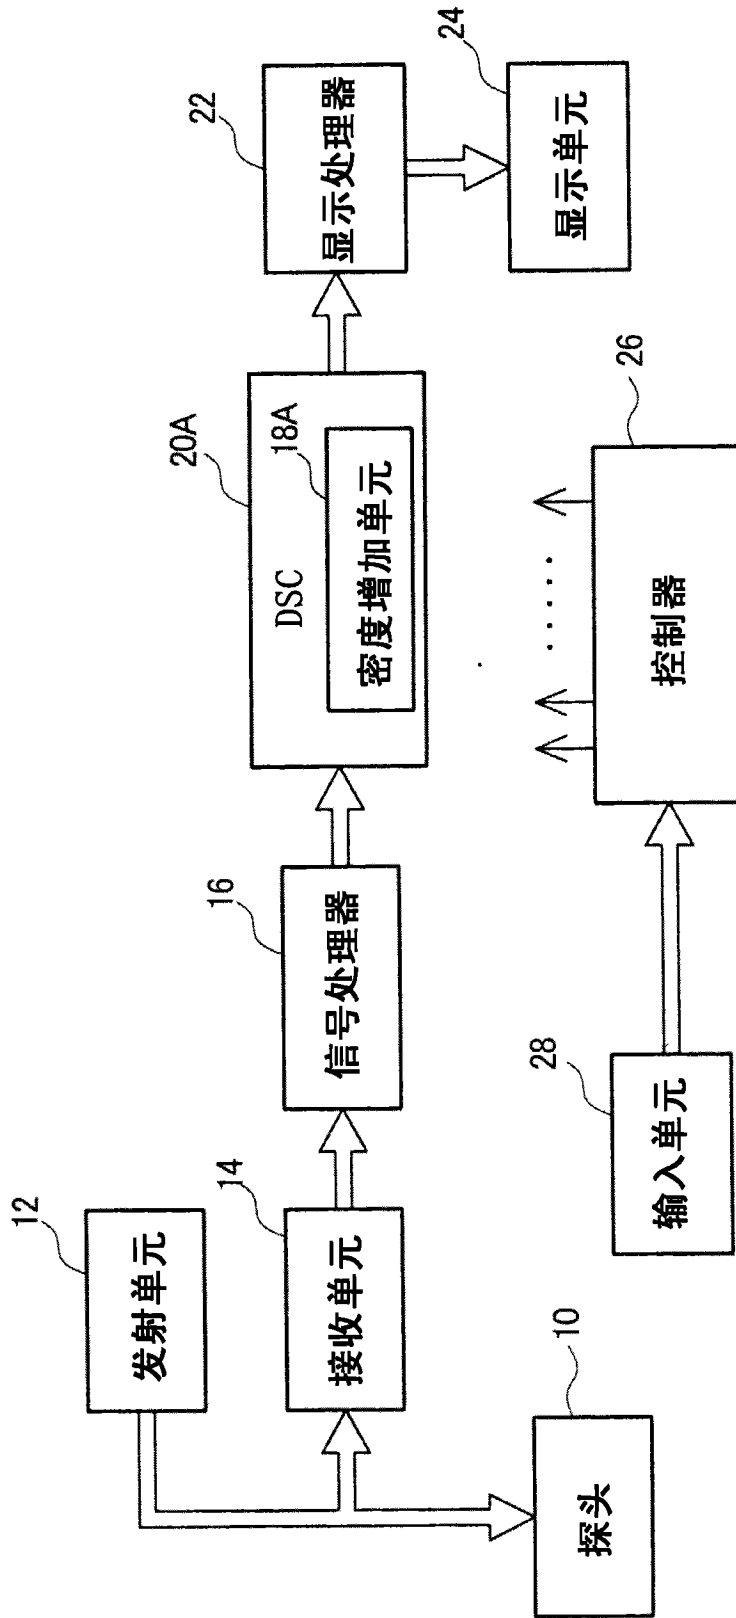 12
发射单元
14
接收单元
10
探头
16
信号处理器
20A
DSC
18A
密度增加单元
22
显示处理器
24
显示单元
28
输入单元
26
控制器